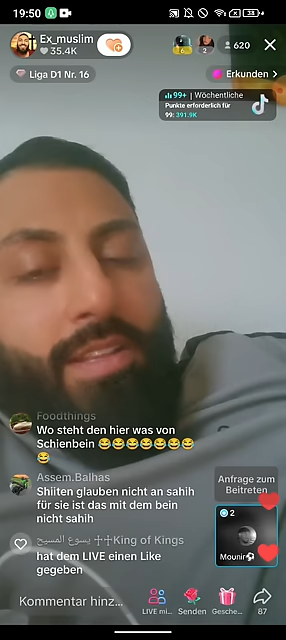 19:50
38
Ex_muslim
35.4K
6
2
620
Liga D1 Nr. 16
Erkunden >
99+ | Wöchentliche
Punkte erforderlich für
99: 391.9K
Foodthings
Wo steht den hier was von
Schienbein 😂😂😂😂😂😂😂
😂
Assem.Balhas
Shiiten glauben nicht an sahih
für sie ist das mit dem bein
nicht sahih
يسوع المسيح ☥☥King of Kings
hat dem LIVE einen Like
gegeben
Anfrage zum
Beitreten
2
Mounir⚽
Kommentar hinz...
LIVE mi...
Senden
Gesche...
87